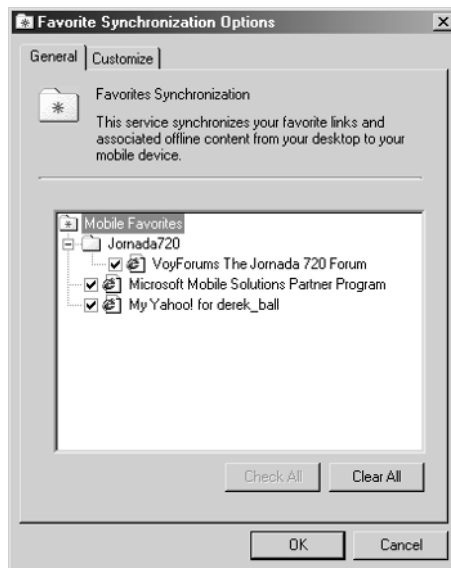 Favorite Synchronization Options
General
Customize
Favorites Synchronization
This service synchronizes your favorite links and
associated offline content from your desktop to your
mobile device.
Mobile Favorites
Jornada720
VoyForums The Jornada 720 Forum
Microsoft Mobile Solutions Partner Program
My Yahoo! for derek_ball
Check All
Clear All
OK
Cancel